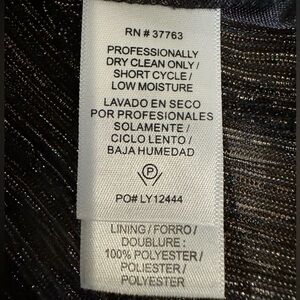 RN # 37763
PROFESSIONALLY
DRY CLEAN ONLY /
SHORT CYCLE /
LOW MOISTURE
LAVADO EN SECO
POR PROFESIONALES
SOLAMENTE /
CICLO LENTO /
BAJA HUMEDAD
P
PO# LY12444
LINING / FORRO /
DOUBLURE :
100% POLYESTER /
POLIESTER /
POLYESTER